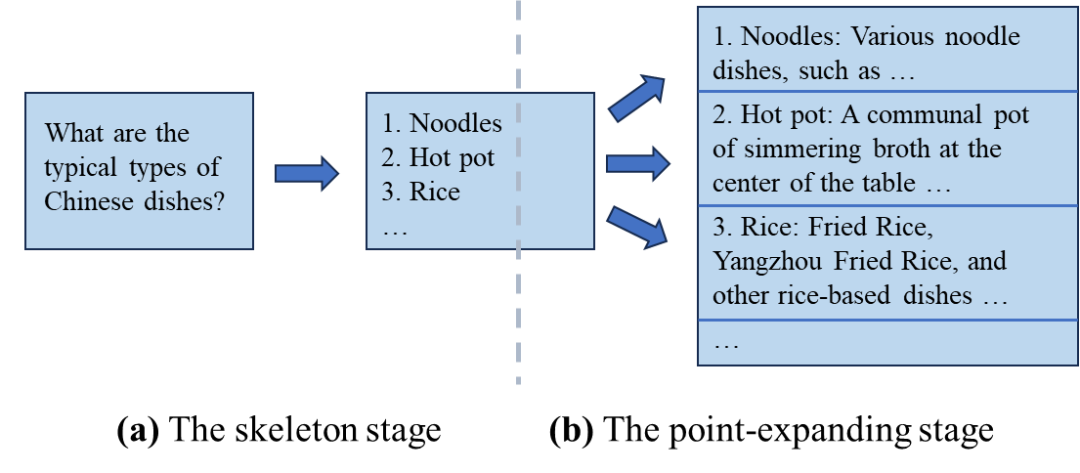 What are the
typical types of
Chinese dishes?
1. Noodles
2. Hot pot
3. Rice
…
1. Noodles: Various noodle
dishes, such as …
2. Hot pot: A communal pot
of simmering broth at the
center of the table …
3. Rice: Fried Rice,
Yangzhou Fried Rice, and
other rice-based dishes …
…
(a) The skeleton stage
(b) The point-expanding stage